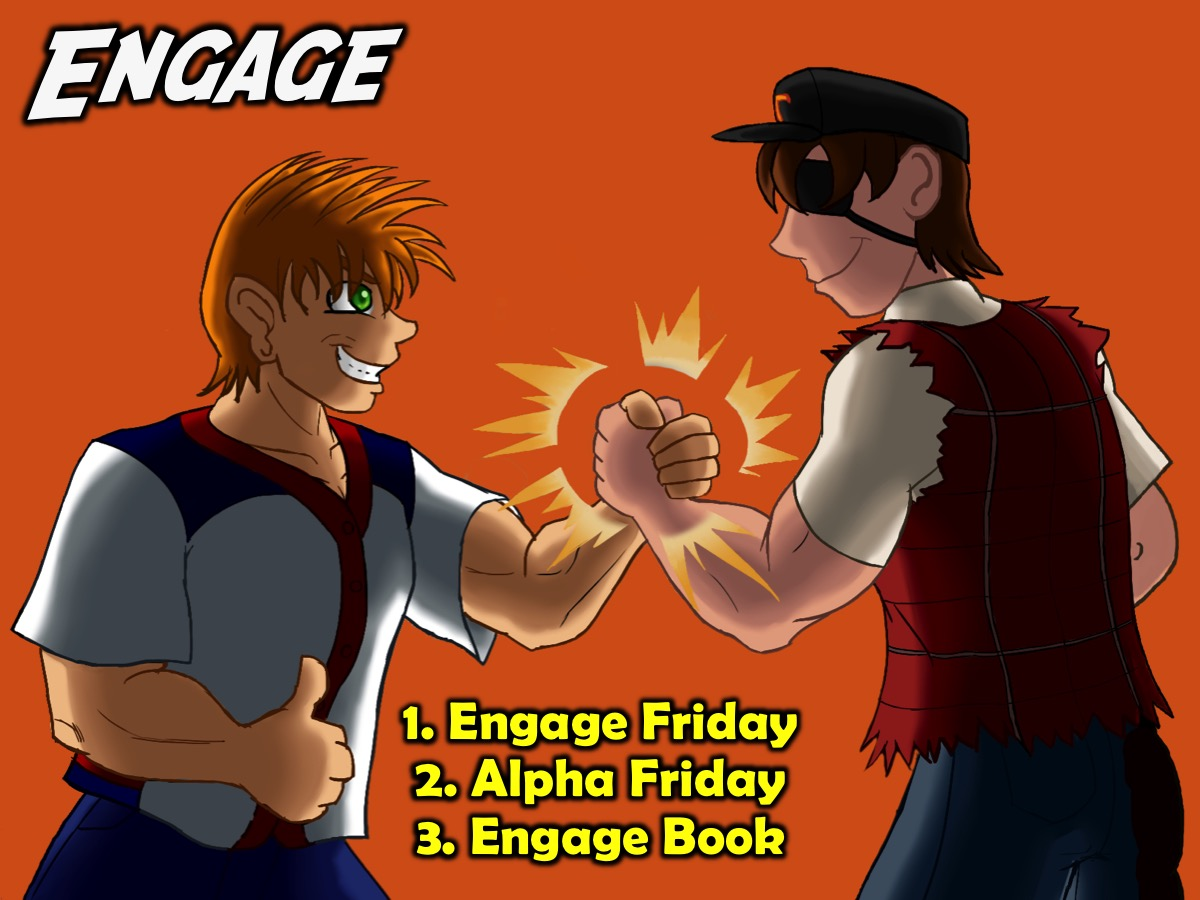 Engage
1. Engage Friday
2. Alpha Friday
3. Engage Book